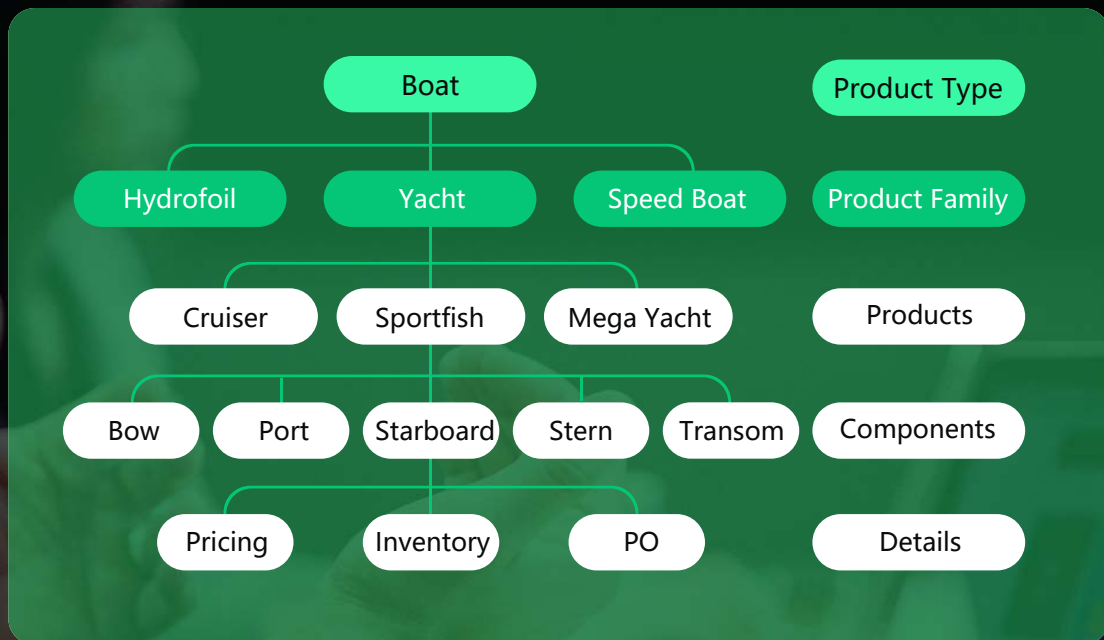 Boat
Product Type
Hydrofoil
Yacht
Speed Boat
Product Family
Cruiser
Sportfish
Mega Yacht
Products
Bow
Port
Starboard
Stern
Transom
Components
Pricing
Inventory
PO
Details